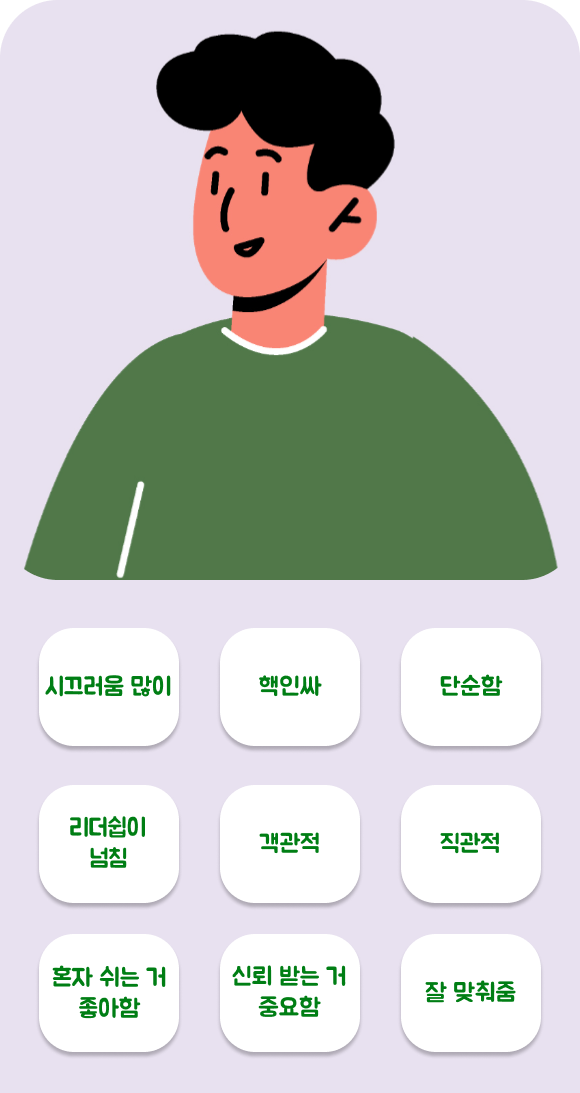 시끄러움 많이
핵인싸
단순함
리더쉽이
넘침
객관적
직관적
혼자 쉬는 거
좋아함
신뢰 받는 거
중요함
잘 맞춰줌